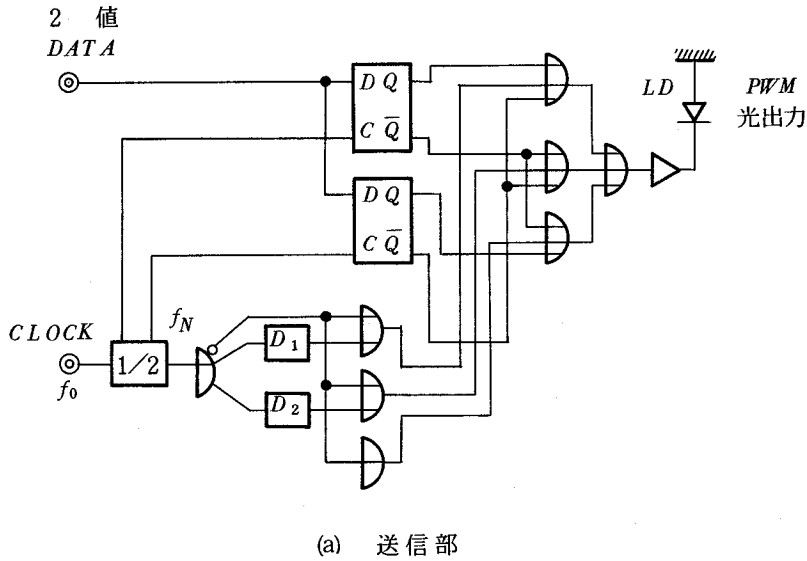 2 値
DATA
D Q
C Q̅
D Q
C Q̅
LD
PWM
光出力
CLOCK
f₀
1/2
f_N
D₁
D₂
(a) 送信部